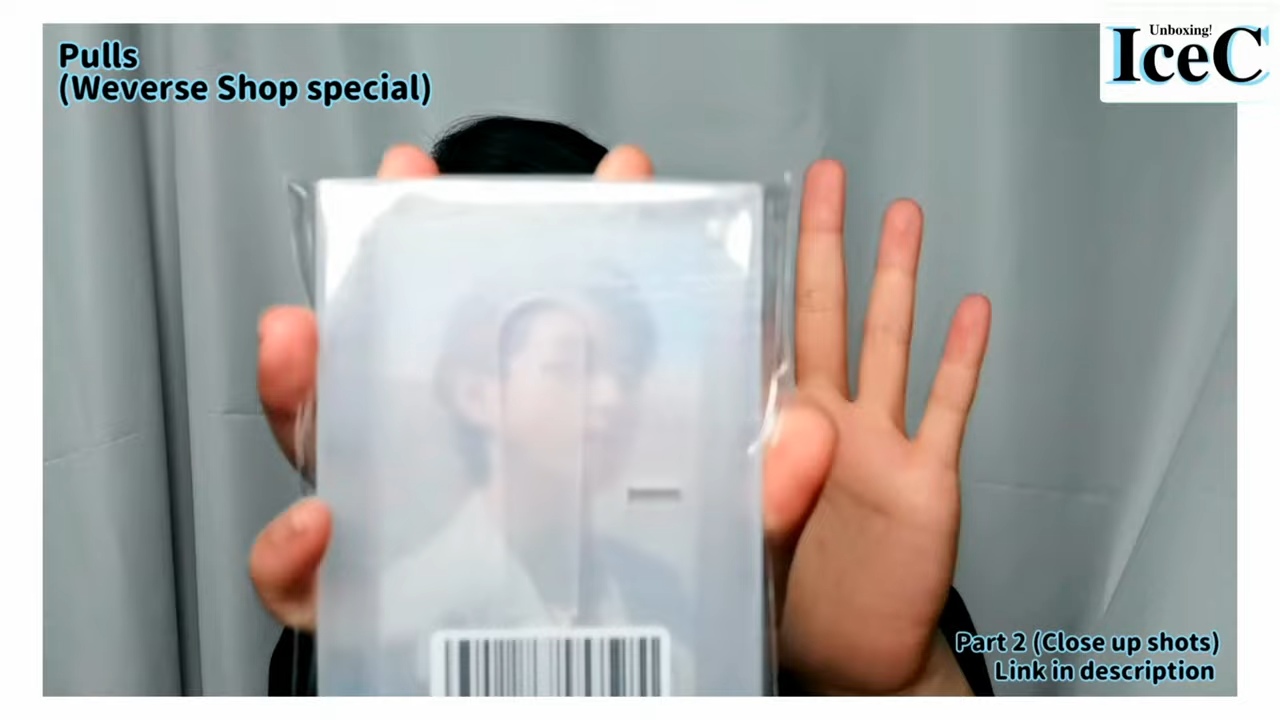 Pulls
(Weverse Shop special)
Unboxing!
IceC
Part 2 (Close up shots)
Link in description